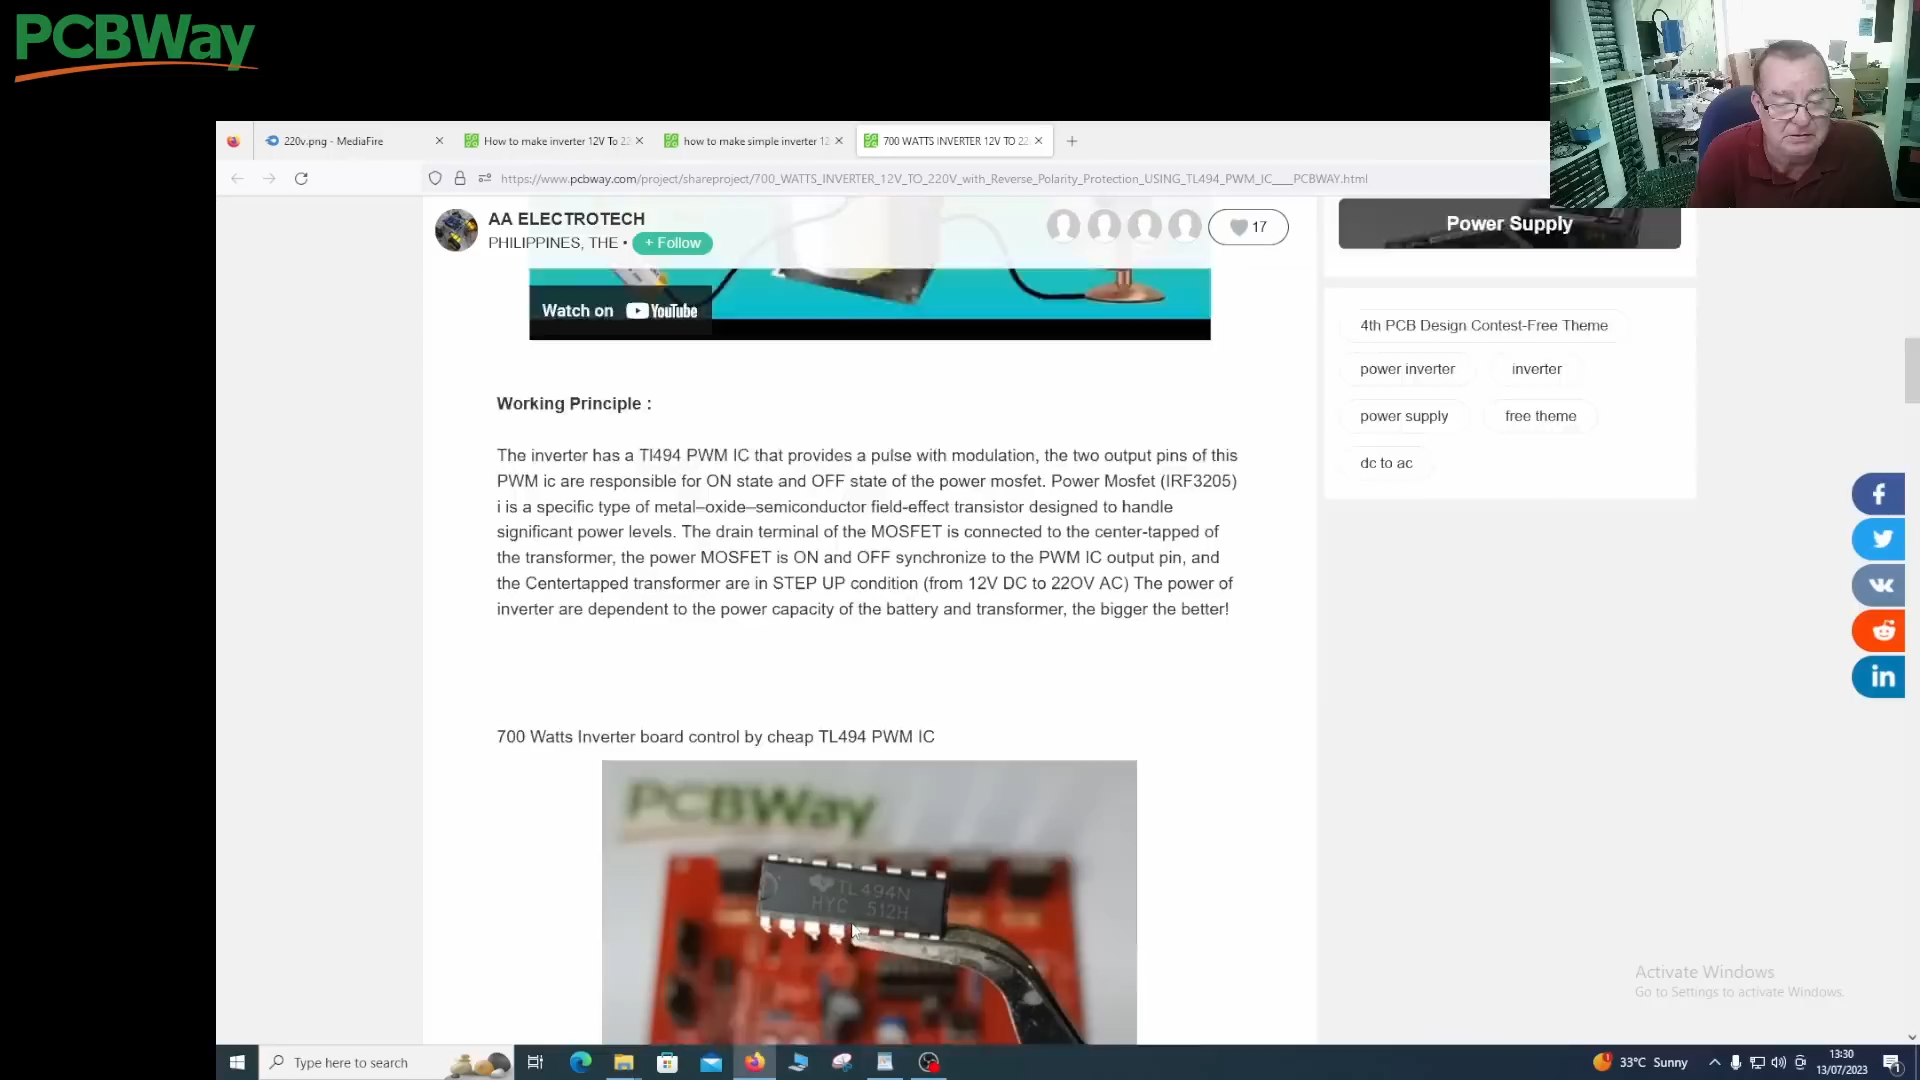 PCBWay
220v.png - MediaFire
How to make inverter 12V To 22
how to make simple inverter 12
700 WATTS INVERTER 12V TO 22
https://www.pcbway.com/project/shareproject/700_WATTS_INVERTER_12V_TO_220V_with_Reverse_Polarity_Protection_USING_TL494_PWM_IC____PCBWAY.html
AA ELECTROTECH
PHILIPPINES, THE • + Follow
17
Power Supply
Watch on YouTube
4th PCB Design Contest-Free Theme
power inverter inverter
power supply free theme
dc to ac
Working Principle :
The inverter has a Tl494 PWM IC that provides a pulse with modulation, the two output pins of this
PWM ic are responsible for ON state and OFF state of the power mosfet. Power Mosfet (IRF3205)
i is a specific type of metal–oxide–semiconductor field-effect transistor designed to handle
significant power levels. The drain terminal of the MOSFET is connected to the center-tapped of
the transformer, the power MOSFET is ON and OFF synchronize to the PWM IC output pin, and
the Centertapped transformer are in STEP UP condition (from 12V DC to 22OV AC) The power of
inverter are dependent to the power capacity of the battery and transformer, the bigger the better!
700 Watts Inverter board control by cheap TL494 PWM IC
PCBWay
TL494N
HYC 512H
Activate Windows
Go to Settings to activate Windows.
Type here to search
33°C Sunny
13:30
13/07/2023